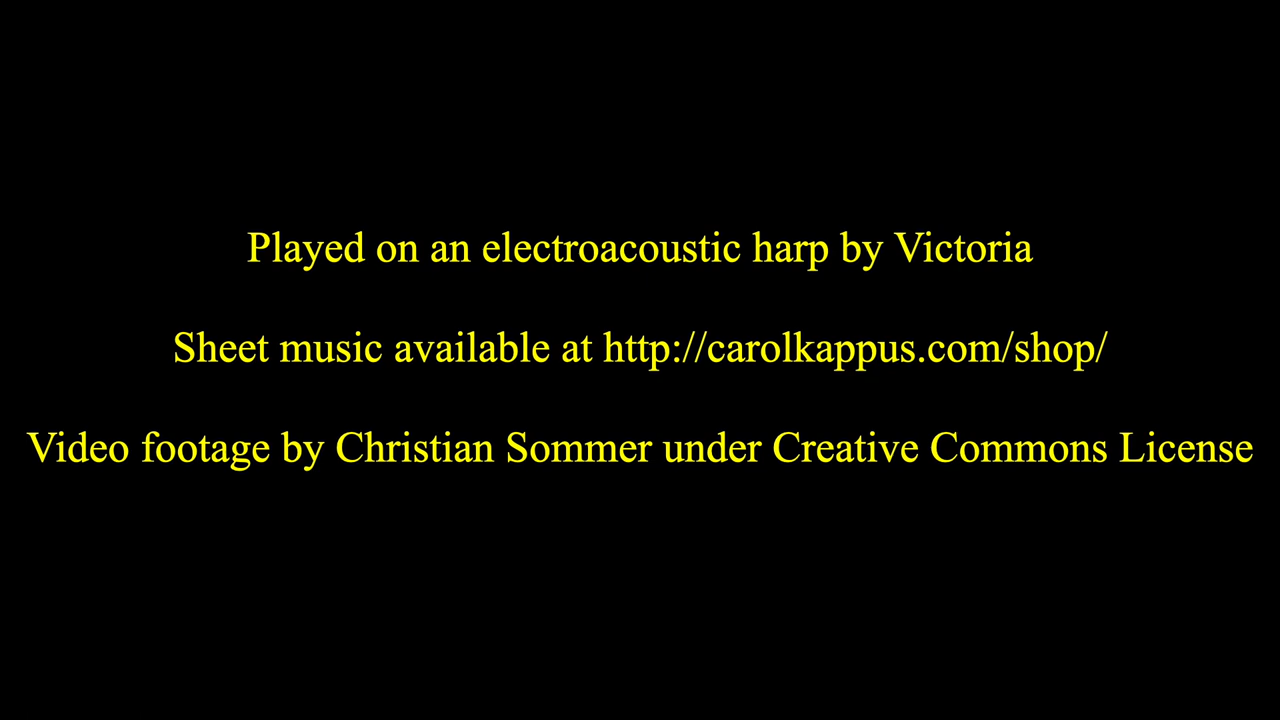 Played on an electroacoustic harp by Victoria
Sheet music available at http://carolkappus.com/shop/
Video footage by Christian Sommer under Creative Commons License